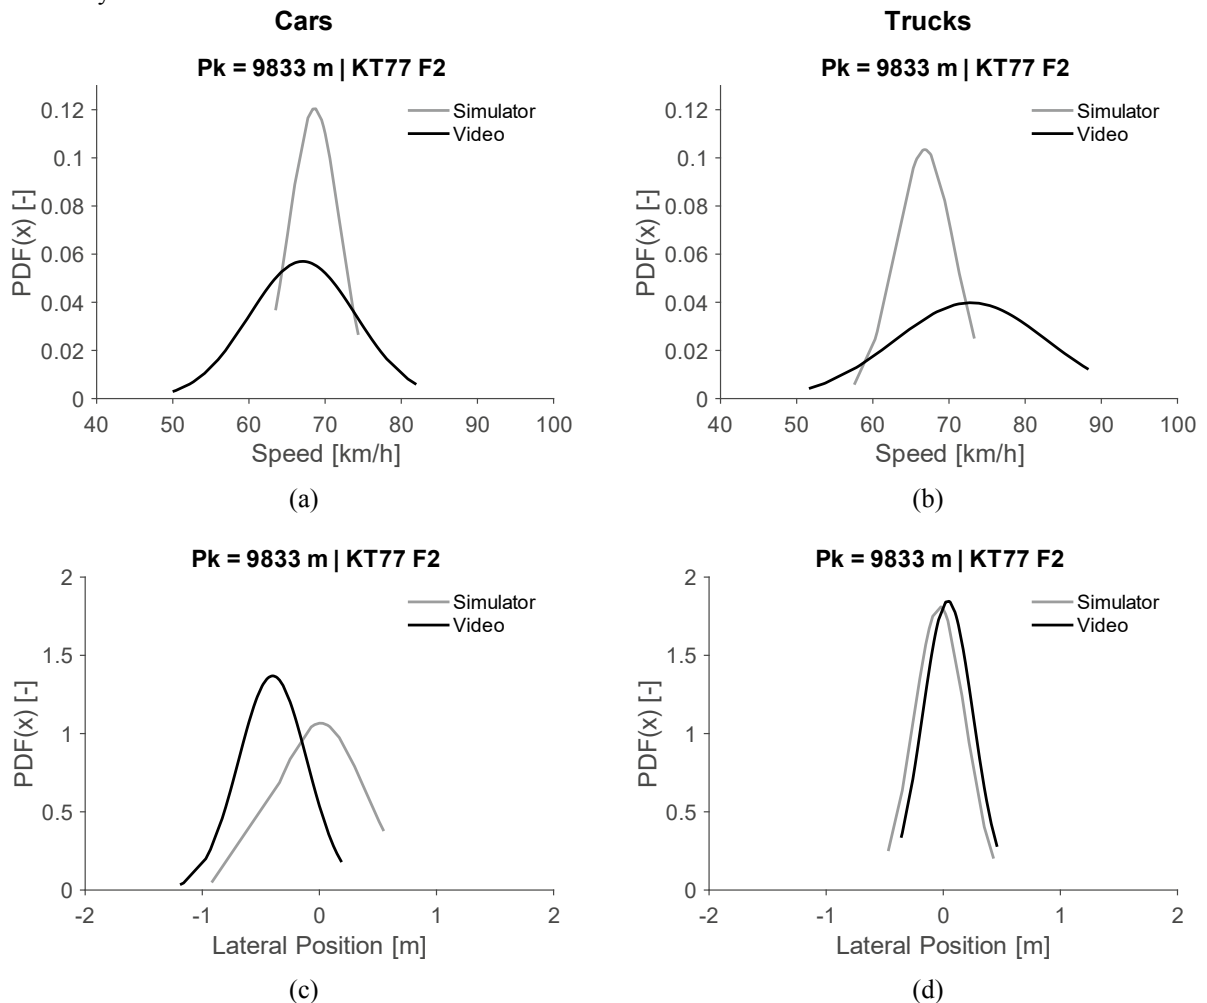 Cars
Trucks
Pk = 9833 m | KT77 F2
Pk = 9833 m | KT77 F2
Simulator
Video
Simulator
Video
0.12
0.1
0.08
0.06
0.04
0.02
0
PDF(x) [-]
40 50 60 70 80 90 100
Speed [km/h]
0.12
0.1
0.08
0.06
0.04
0.02
0
PDF(x) [-]
40 50 60 70 80 90 100
Speed [km/h]
(a)
(b)
Pk = 9833 m | KT77 F2
Pk = 9833 m | KT77 F2
Simulator
Video
Simulator
Video
2
1.5
1
0.5
0
PDF(x) [-]
-2 -1 0 1 2
Lateral Position [m]
2
1.5
1
0.5
0
PDF(x) [-]
-2 -1 0 1 2
Lateral Position [m]
(c)
(d)